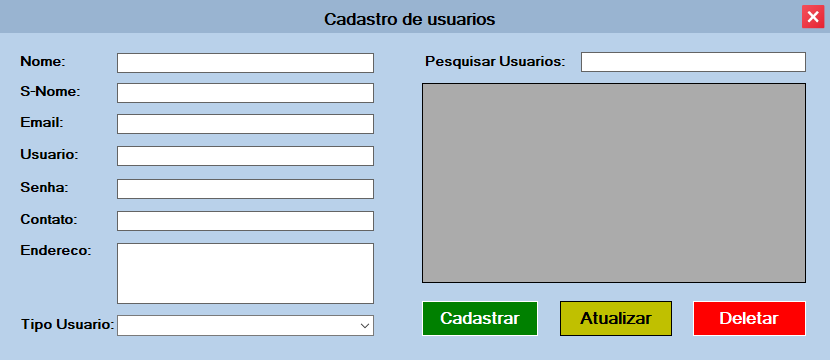 Cadastro de usuarios
Nome:
S-Nome:
Email:
Usuario:
Senha:
Contato:
Endereco:
Tipo Usuario:
Pesquisar Usuarios:
Cadastrar
Atualizar
Deletar